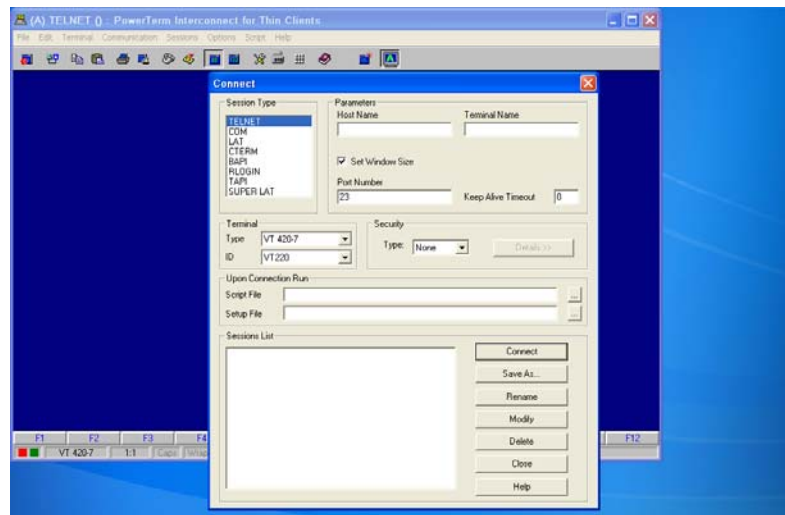 (A) TELNET () : PowerTerm Interconnect for Thin Clients
File Edit Terminal Communication Sessions Options Script Help
Connect
Session Type
TELNET
COM
LAT
CTERM
BAPI
RLOGIN
TAPI
SUPER LAT
Parameters
Host Name Terminal Name
Set Window Size
Port Number
23 Keep Alive Timeout 0
Terminal
Type VT 420-7
ID VT220
Security
Type: None Details >>
Upon Connection Run
Script File ...
Setup File ...
Sessions List
Connect
Save As...
Rename
Modify
Delete
Close
Help
F1 F2 F3 F4 F12
VT 420-7 1:1 Caps Wrap